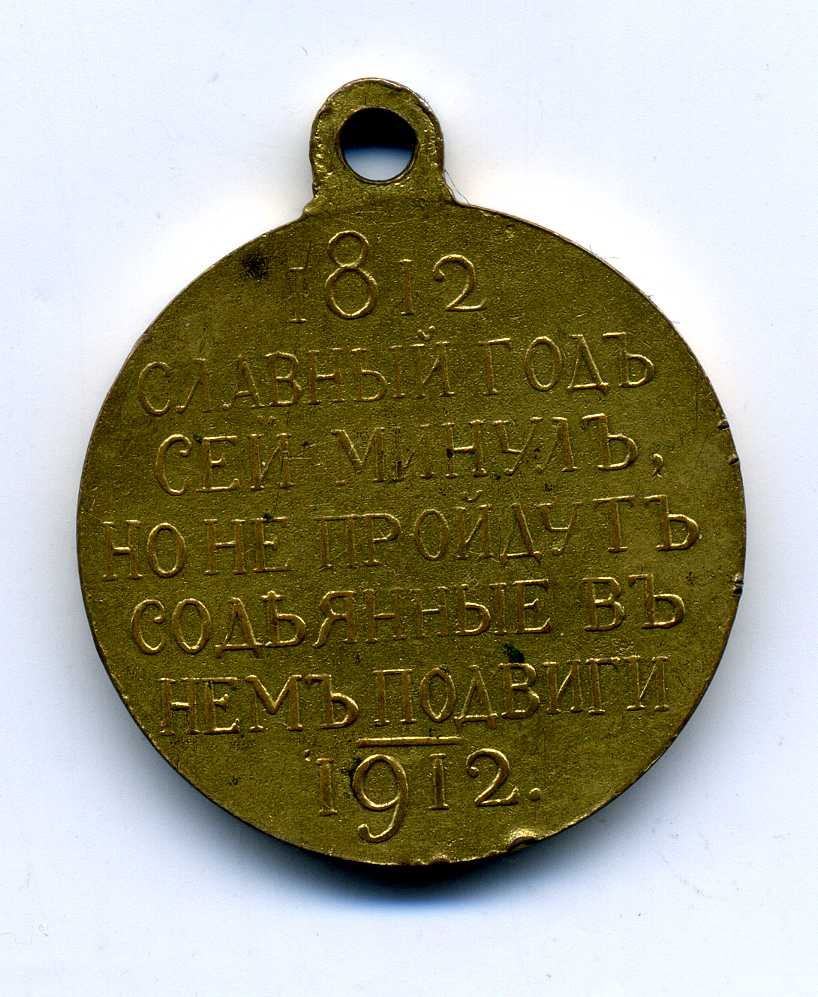 1812
СЛАВНЫЙ ГОДЪ
СЕЙ МИНУЛЪ,
НО НЕ ПРОЙДУТЪ
СОДѢЯННЫЕ ВЪ
НЕМЪ ПОДВИГИ
1912.